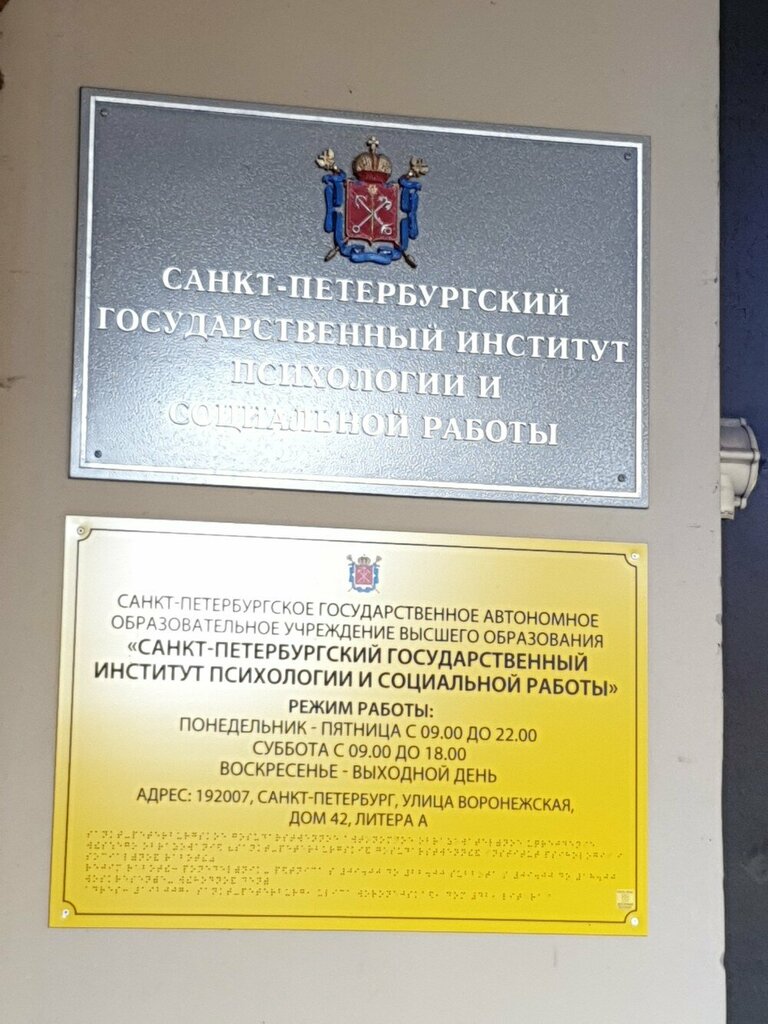 САНКТ-ПЕТЕРБУРГСКИЙ
ГОСУДАРСТВЕННЫЙ ИНСТИТУТ
ПСИХОЛОГИИ И
СОЦИАЛЬНОЙ РАБОТЫ
САНКТ-ПЕТЕРБУРГСКОЕ ГОСУДАРСТВЕННОЕ АВТОНОМНОЕ
ОБРАЗОВАТЕЛЬНОЕ УЧРЕЖДЕНИЕ ВЫСШЕГО ОБРАЗОВАНИЯ
«САНКТ-ПЕТЕРБУРГСКИЙ ГОСУДАРСТВЕННЫЙ
ИНСТИТУТ ПСИХОЛОГИИ И СОЦИАЛЬНОЙ РАБОТЫ»
РЕЖИМ РАБОТЫ:
ПОНЕДЕЛЬНИК - ПЯТНИЦА С 09.00 ДО 22.00
СУББОТА С 09.00 ДО 18.00
ВОСКРЕСЕНЬЕ - ВЫХОДНОЙ ДЕНЬ
АДРЕС: 192007, САНКТ-ПЕТЕРБУРГ, УЛИЦА ВОРОНЕЖСКАЯ,
ДОМ 42, ЛИТЕРА А